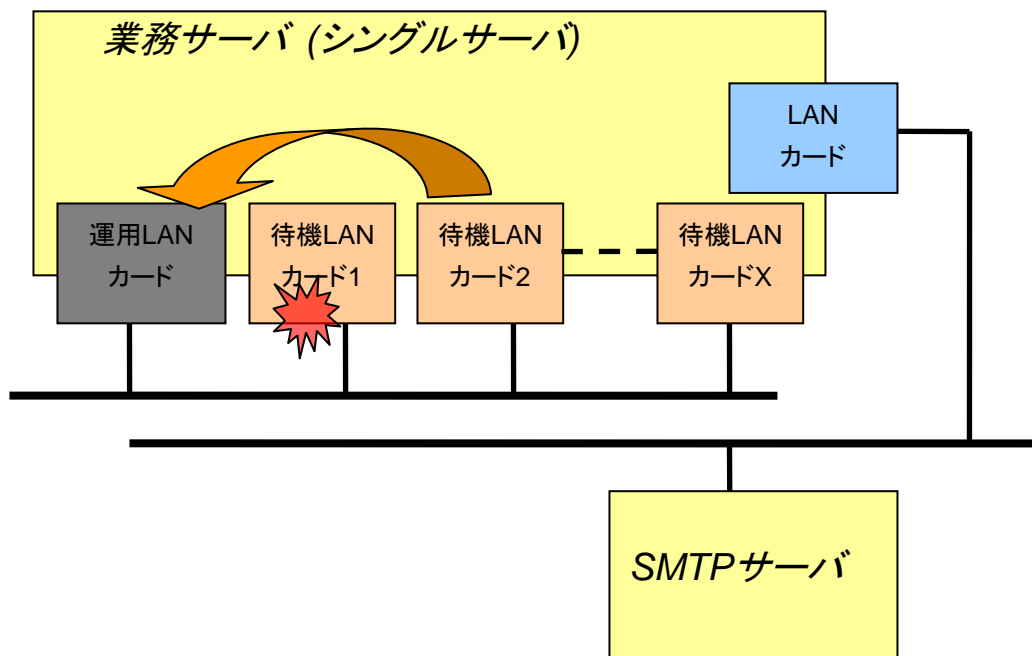 業務サーバ (シングルサーバ)
LAN
カード
運用LAN
カード
待機LAN
カード1
待機LAN
カード2
待機LAN
カードX
SMTPサーバ